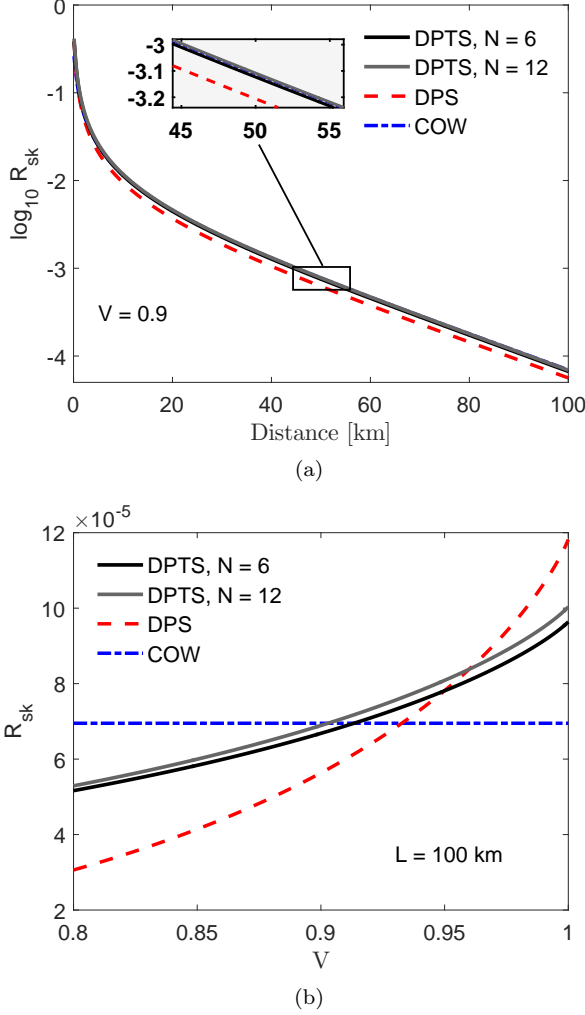 0
-1
-2
-3
-4
log10 Rsk
-3
-3.1
-3.2
45 50 55
DPTS, N = 6
DPTS, N = 12
DPS
COW
V = 0.9
0 20 40 60 80 100
Distance [km]
(a)
×10-5
12
10
8
6
4
2
Rsk
DPTS, N = 6
DPTS, N = 12
DPS
COW
L = 100 km
0.8 0.85 0.9 0.95 1
V
(b)